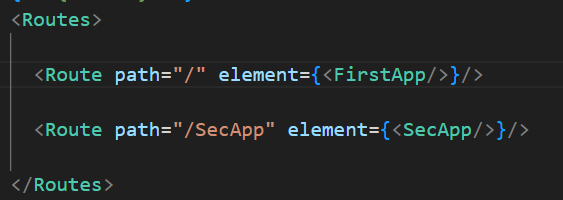 <Routes>
<Route path="/" element={<FirstApp/>}/>
<Route path="/SecApp" element={<SecApp/>}/>
</Routes>